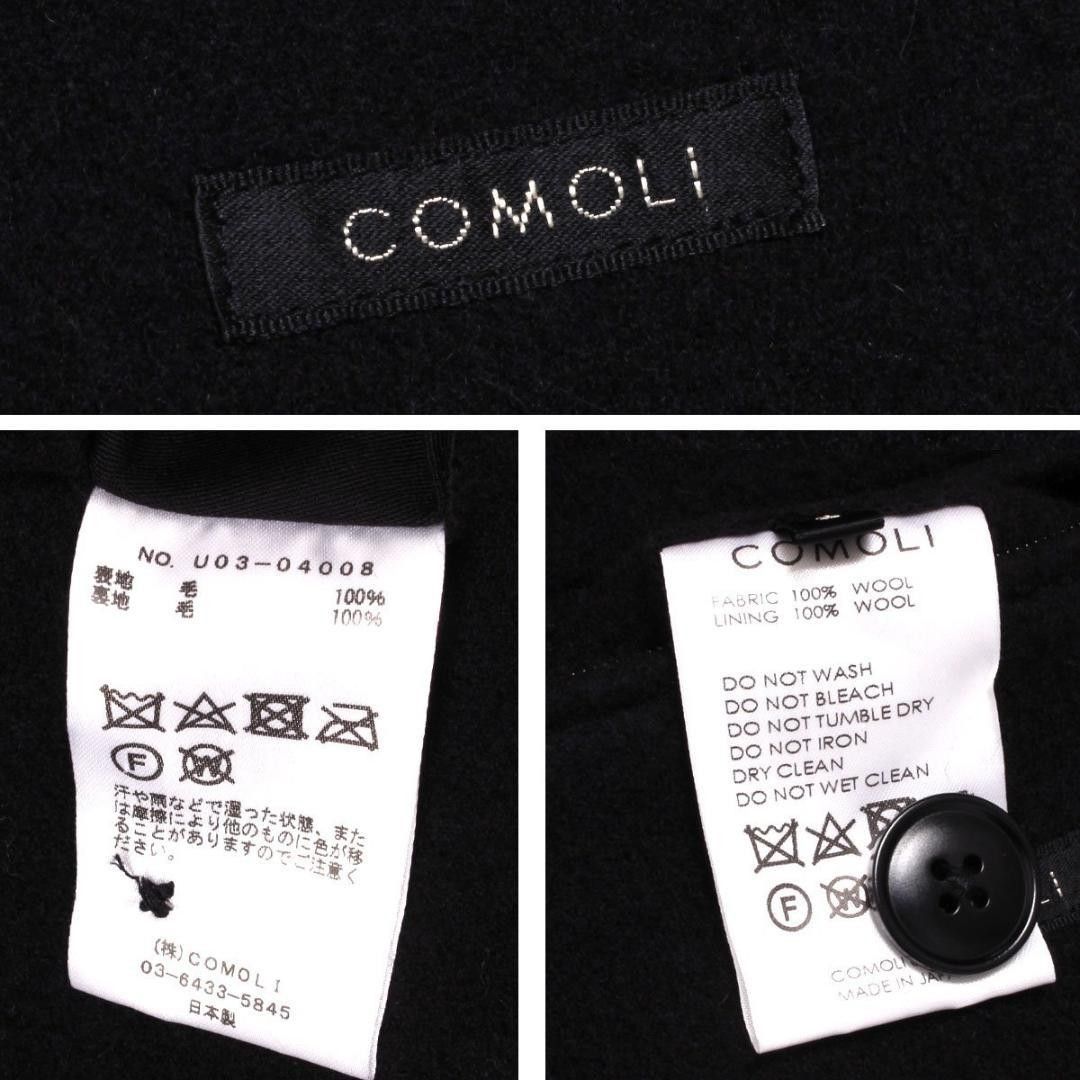 COMOLI
NO. U03-04008
表地 毛 100%
裏地 毛 100%
F W
汗や雨などで湿った状態、また
は摩擦により他のものに色が移
ることがありますのでご注意く
ださい。
(株)COMOLI
03-6433-5845
日本製
COMOLI
FABRIC 100% WOOL
LINING 100% WOOL
DO NOT WASH
DO NOT BLEACH
DO NOT TUMBLE DRY
DO NOT IRON
DRY CLEAN
DO NOT WET CLEAN
F W
COMOLI
MADE IN
LI